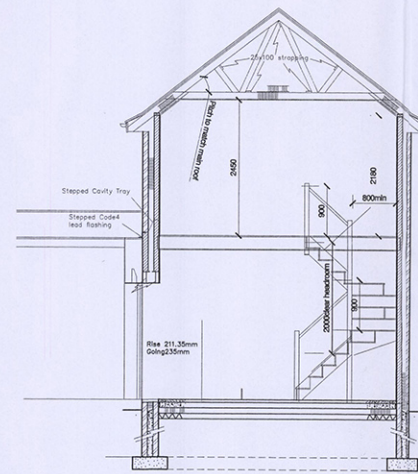 25x100 strapping
Pitch to match main roof
2450
2180
Stepped Cavity Tray
800min
900
Stepped Code4
lead flashing
2000clear headroom
900
Rise 211.35mm
Going235mm